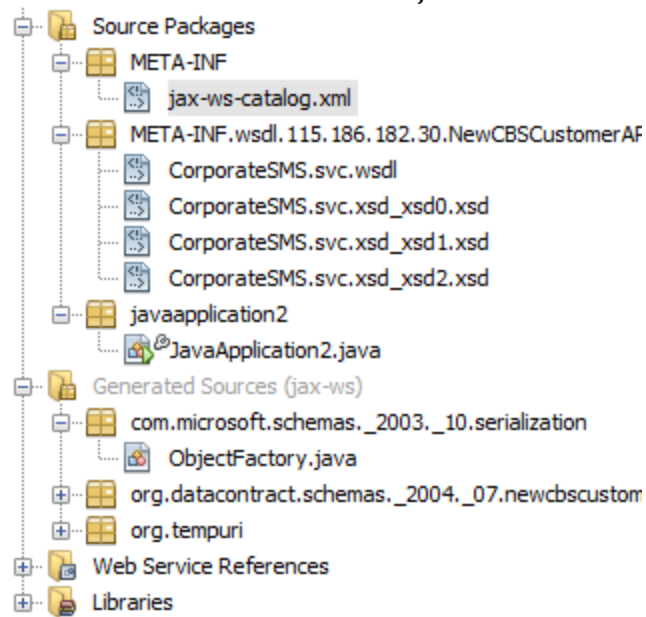 Source Packages
META-INF
jax-ws-catalog.xml
META-INF.wsdl.115.186.182.30.NewCBSCustomerAP
CorporateSMS.svc.wsdl
CorporateSMS.svc.xsd_xsd0.xsd
CorporateSMS.svc.xsd_xsd1.xsd
CorporateSMS.svc.xsd_xsd2.xsd
javaapplication2
JavaApplication2.java
Generated Sources (jax-ws)
com.microsoft.schemas._2003._10.serialization
ObjectFactory.java
org.datacontract.schemas._2004._07.newcbscustom
org.tempuri
Web Service References
Libraries